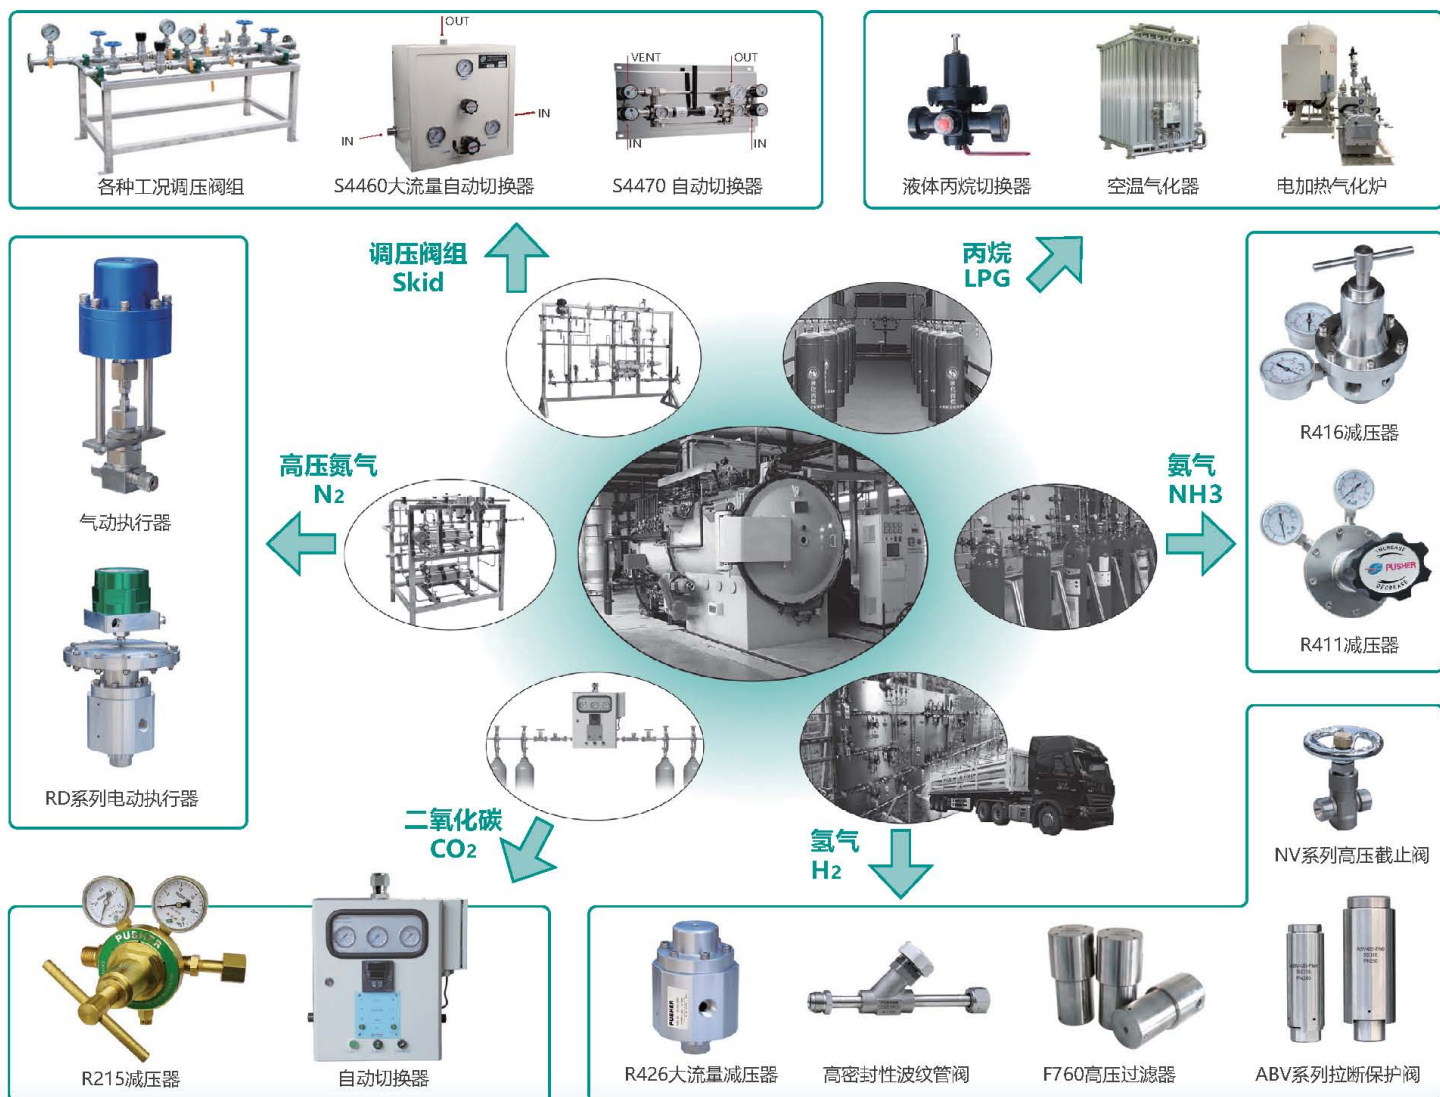 OUT
IN
IN
VENT
OUT
IN
IN
各种工况调压阀组
S4460大流量自动切换器
S4470 自动切换器
液体丙烷切换器
空温气化器
电加热气化炉
调压阀组
Skid
丙烷
LPG
高压氮气
N2
氨气
NH3
二氧化碳
CO2
氢气
H2
气动执行器
RD系列电动执行器
R416减压器
INCREASE
PUSHER
DECREASE
R411减压器
NV系列高压截止阀
PUSHER
R215减压器
自动切换器
PUSHER
R426大流量减压器
高密封性波纹管阀
F760高压过滤器
ABV系列拉断保护阀